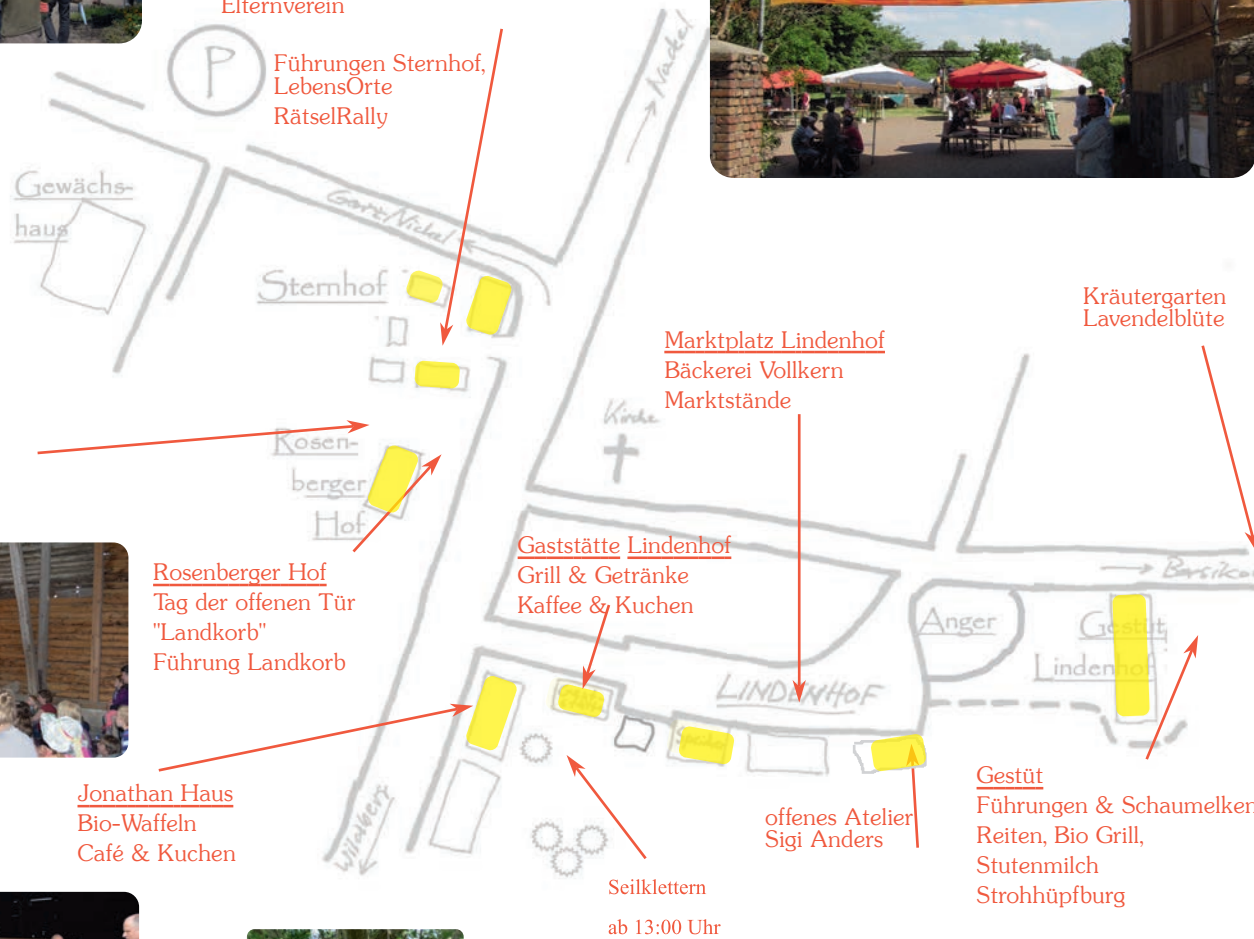 Elternverein
P
Führungen Sternhof,
LebensOrte
RätselRally
→ Nackel
Gewächs-
haus
Garz/Nickel
Sternhof
Kräutergarten
Lavendelblüte
Marktplatz Lindenhof
Bäckerei Vollkern
Marktstände
Kirche
Rosen-
berger
Hof
Gaststätte Lindenhof
Grill & Getränke
Kaffee & Kuchen
Rosenberger Hof
Tag der offenen Tür
"Landkorb"
Führung Landkorb
Anger
Gestüt
Lindenhof
LINDENHOF
Speicher
Jonathan Haus
Bio-Waffeln
Café & Kuchen
Wildberg
offenes Atelier
Sigi Anders
Gestüt
Führungen & Schaumelken
Reiten, Bio Grill,
Stutenmilch
Strohhüpfburg
Seilklettern
ab 13:00 Uhr